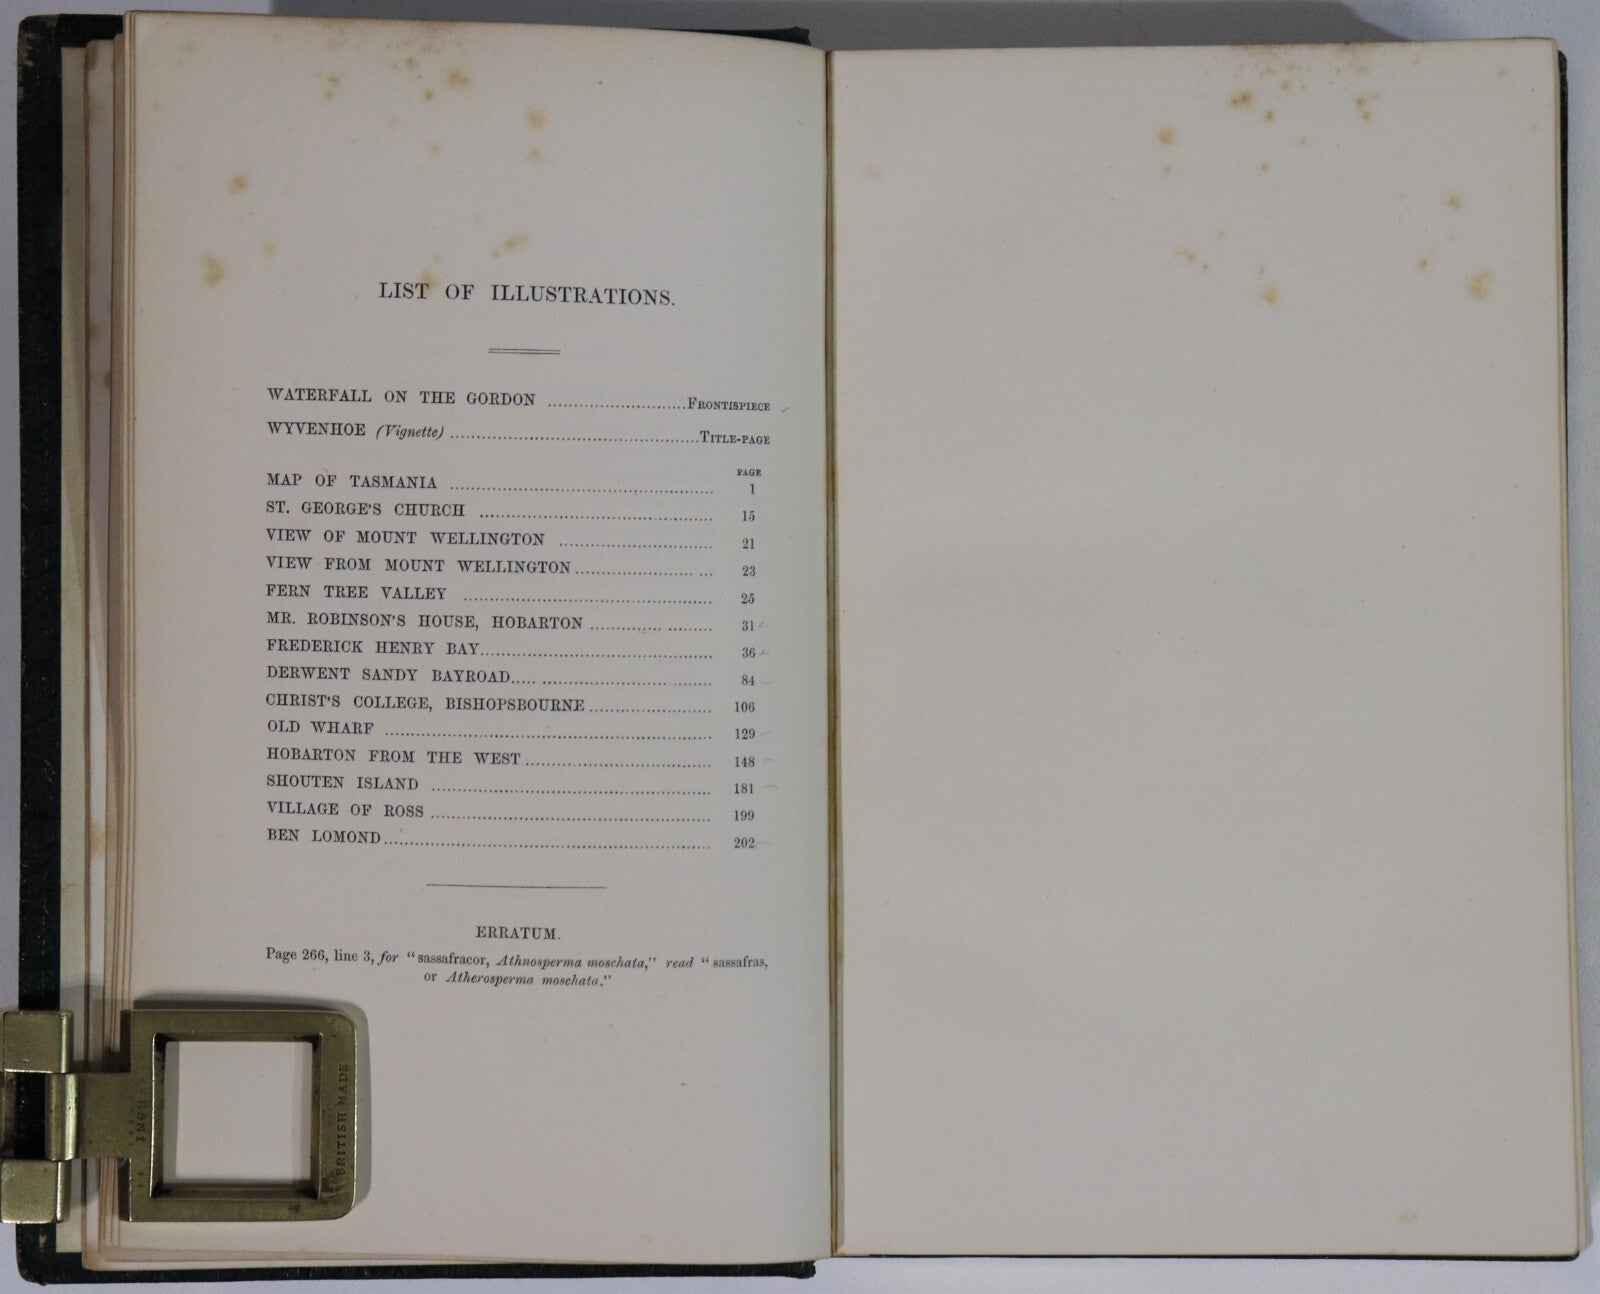 LIST OF ILLUSTRATIONS.
WATERFALL ON THE GORDON ..........................FRONTISPIECE
WYVENHOE (Vignette) ...............................................TITLE-PAGE
PAGE
MAP OF TASMANIA .................................................. 1
ST. GEORGE'S CHURCH ............................................ 15
VIEW OF MOUNT WELLINGTON ............................. 21
VIEW FROM MOUNT WELLINGTON...................... ... 23
FERN TREE VALLEY ............................................... 25
MR. ROBINSON'S HOUSE, HOBARTON .............. ......... 31
FREDERICK HENRY BAY............................................ 36
DERWENT SANDY BAYROAD..... ................................ 84
CHRIST'S COLLEGE, BISHOPSBOURNE ....................... 106
OLD WHARF .............................................................. 129
HOBARTON FROM THE WEST ................................... 148
SHOUTEN ISLAND ..................................................... 181
VILLAGE OF ROSS ..................................................... 199
BEN LOMOND.............................................................. 202
ERRATUM.
Page 266, line 3, for "sassafracor, Athnosperma moschata," read "sassafras,
or Atherosperma moschata."
BRITISH MADE